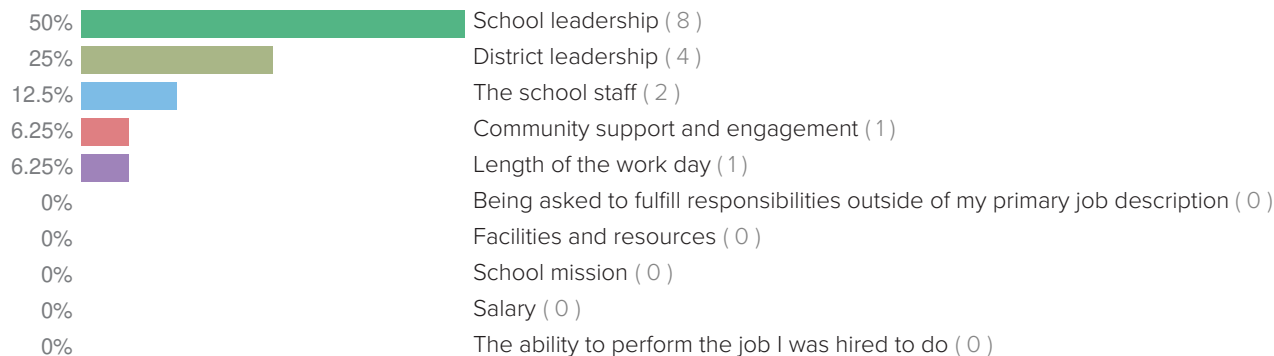 50% School leadership ( 8 )
25% District leadership ( 4 )
12.5% The school staff ( 2 )
6.25% Community support and engagement ( 1 )
6.25% Length of the work day ( 1 )
0% Being asked to fulfill responsibilities outside of my primary job description ( 0 )
0% Facilities and resources ( 0 )
0% School mission ( 0 )
0% Salary ( 0 )
0% The ability to perform the job I was hired to do ( 0 )